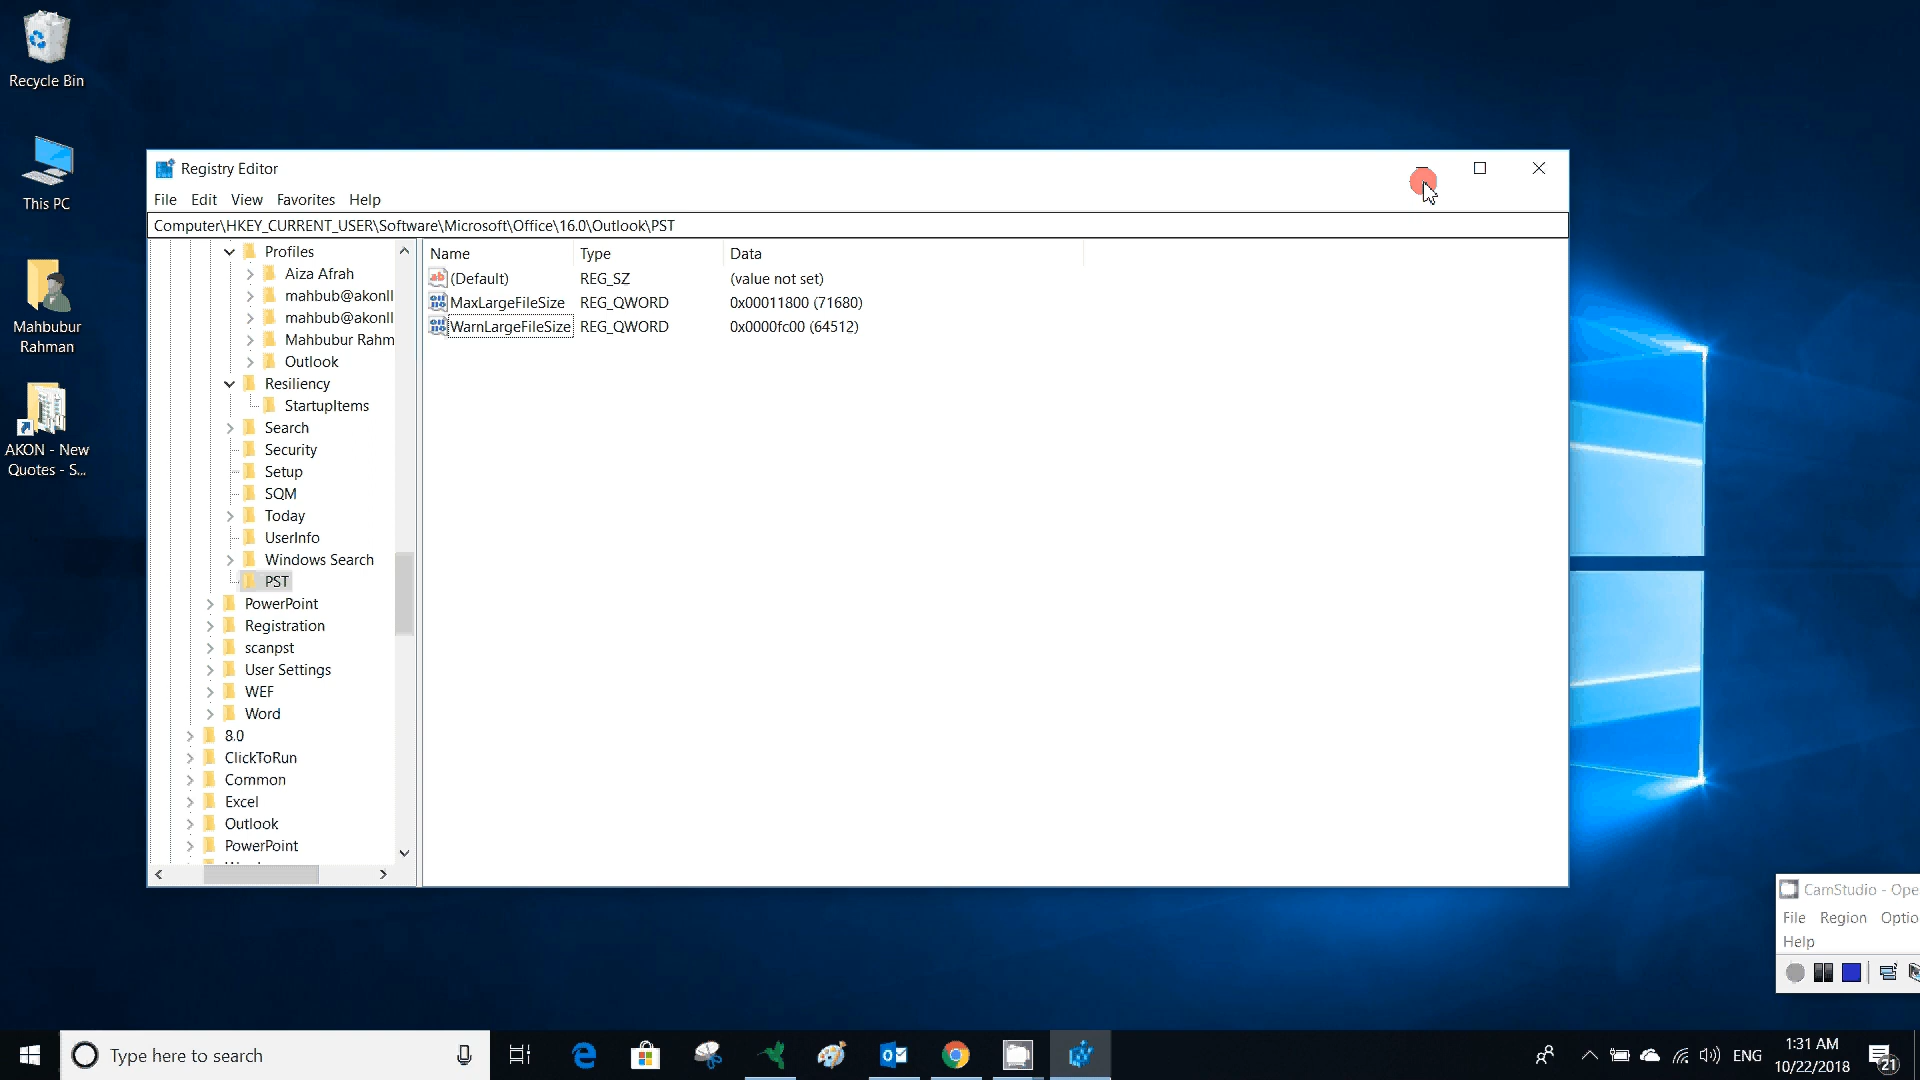 Recycle Bin
This PC
Mahbubur
Rahman
AKON - New
Quotes - S...
Registry Editor
File Edit View Favorites Help
Computer\HKEY_CURRENT_USER\Software\Microsoft\Office\16.0\Outlook\PST
Profiles
Aiza Afrah
mahbub@akonll
mahbub@akonll
Mahbubur Rahm
Outlook
Resiliency
StartupItems
Search
Security
Setup
SQM
Today
UserInfo
Windows Search
PST
PowerPoint
Registration
scanpst
User Settings
WEF
Word
8.0
ClickToRun
Common
Excel
Outlook
PowerPoint
Name Type Data
(Default) REG_SZ (value not set)
MaxLargeFileSize REG_QWORD 0x00011800 (71680)
WarnLargeFileSize REG_QWORD 0x0000fc00 (64512)
CamStudio - Ope
File Region Optio
Help
Type here to search
ENG
1:31 AM
10/22/2018
21